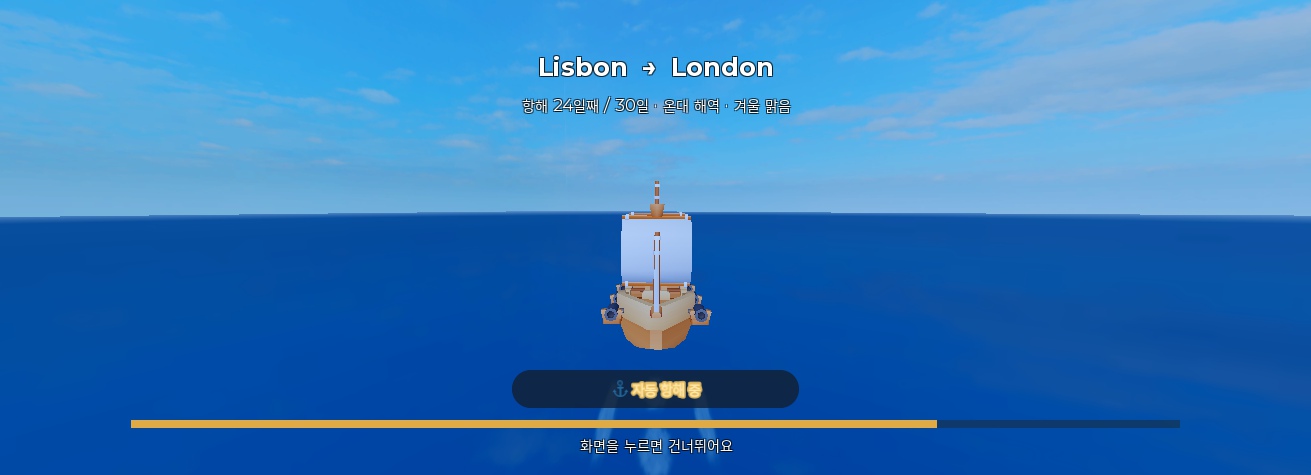 Lisbon → London
항해 24일째 / 30일 · 온대 해역 · 겨울 맑음
⚓ 자동 항해 중
화면을 누르면 건너뛰어요